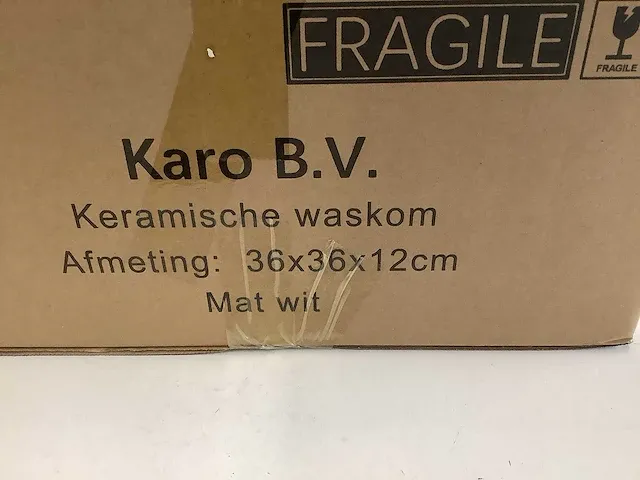 FRAGILE
FRAGILE
Karo B.V.
Keramische waskom
Afmeting: 36x36x12cm
Mat wit